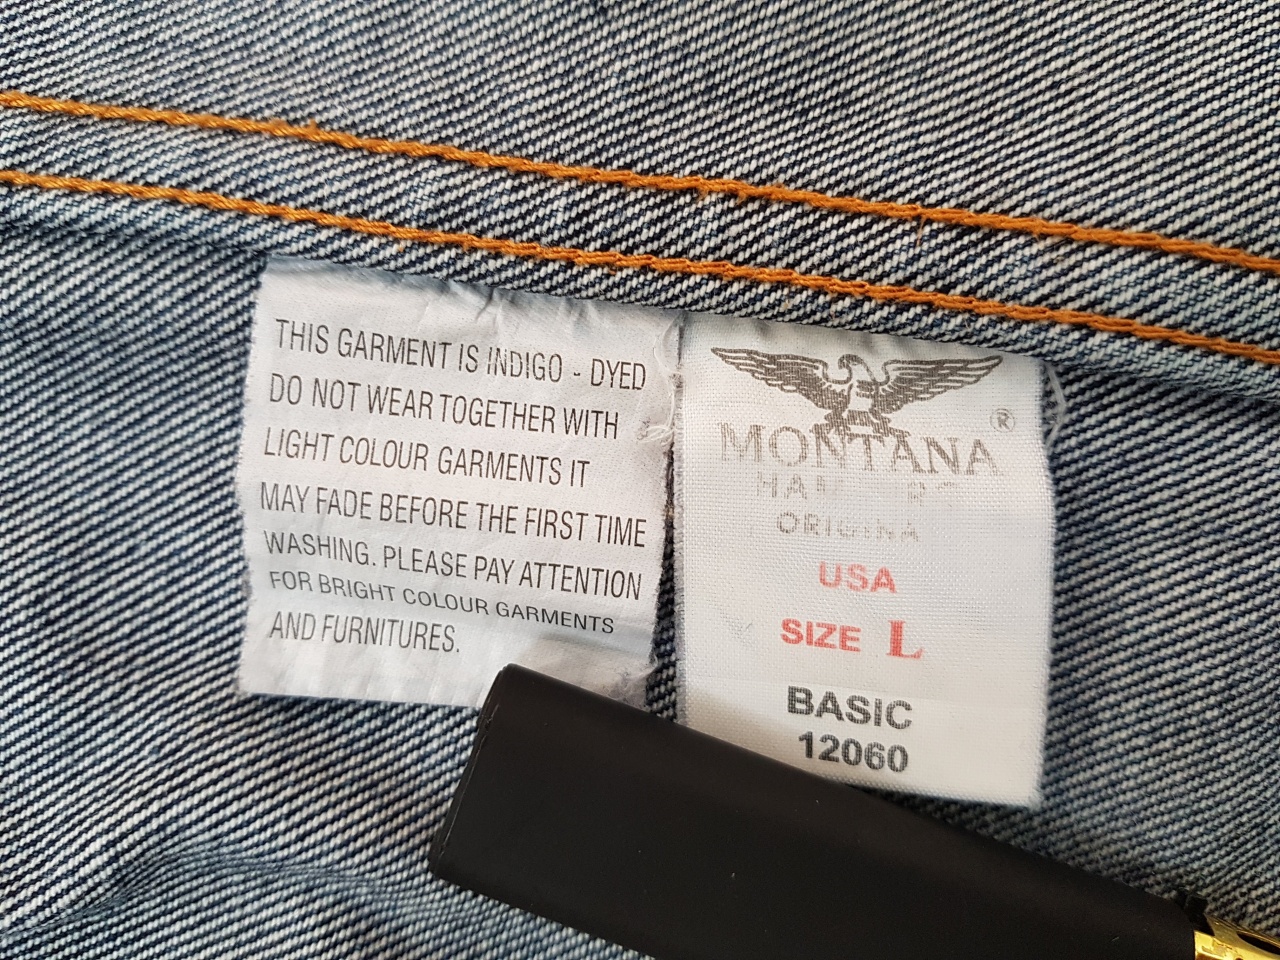 THIS GARMENT IS INDIGO - DYED
DO NOT WEAR TOGETHER WITH
LIGHT COLOUR GARMENTS IT
MAY FADE BEFORE THE FIRST TIME
WASHING. PLEASE PAY ATTENTION
FOR BRIGHT COLOUR GARMENTS
AND FURNITURES.
MONTANA ®
USA
SIZE L
BASIC
12060